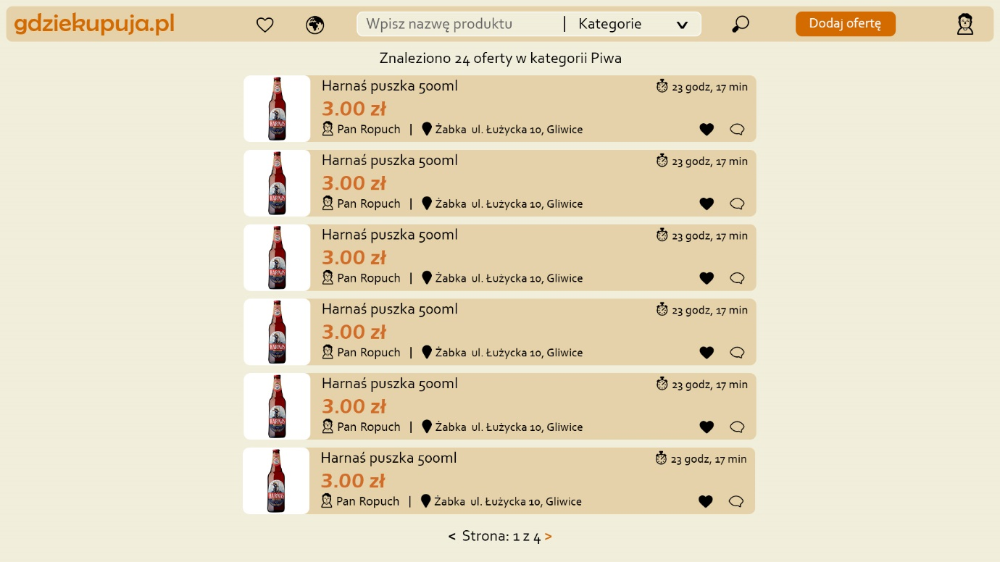 gdziekupuja.pl
Wpisz nazwę produktu | Kategorie
Dodaj ofertę
Znaleziono 24 oferty w kategorii Piwa
Harnaś puszka 500ml
23 godz, 17 min
3.00 zł
Pan Ropuch | Żabka ul. Łużycka 10, Gliwice
HARNAŚ
Harnaś puszka 500ml
23 godz, 17 min
3.00 zł
Pan Ropuch | Żabka ul. Łużycka 10, Gliwice
HARNAŚ
Harnaś puszka 500ml
23 godz, 17 min
3.00 zł
Pan Ropuch | Żabka ul. Łużycka 10, Gliwice
HARNAŚ
Harnaś puszka 500ml
23 godz, 17 min
3.00 zł
Pan Ropuch | Żabka ul. Łużycka 10, Gliwice
HARNAŚ
Harnaś puszka 500ml
23 godz, 17 min
3.00 zł
Pan Ropuch | Żabka ul. Łużycka 10, Gliwice
HARNAŚ
Harnaś puszka 500ml
23 godz, 17 min
3.00 zł
Pan Ropuch | Żabka ul. Łużycka 10, Gliwice
HARNAŚ
< Strona: 1 z 4 >